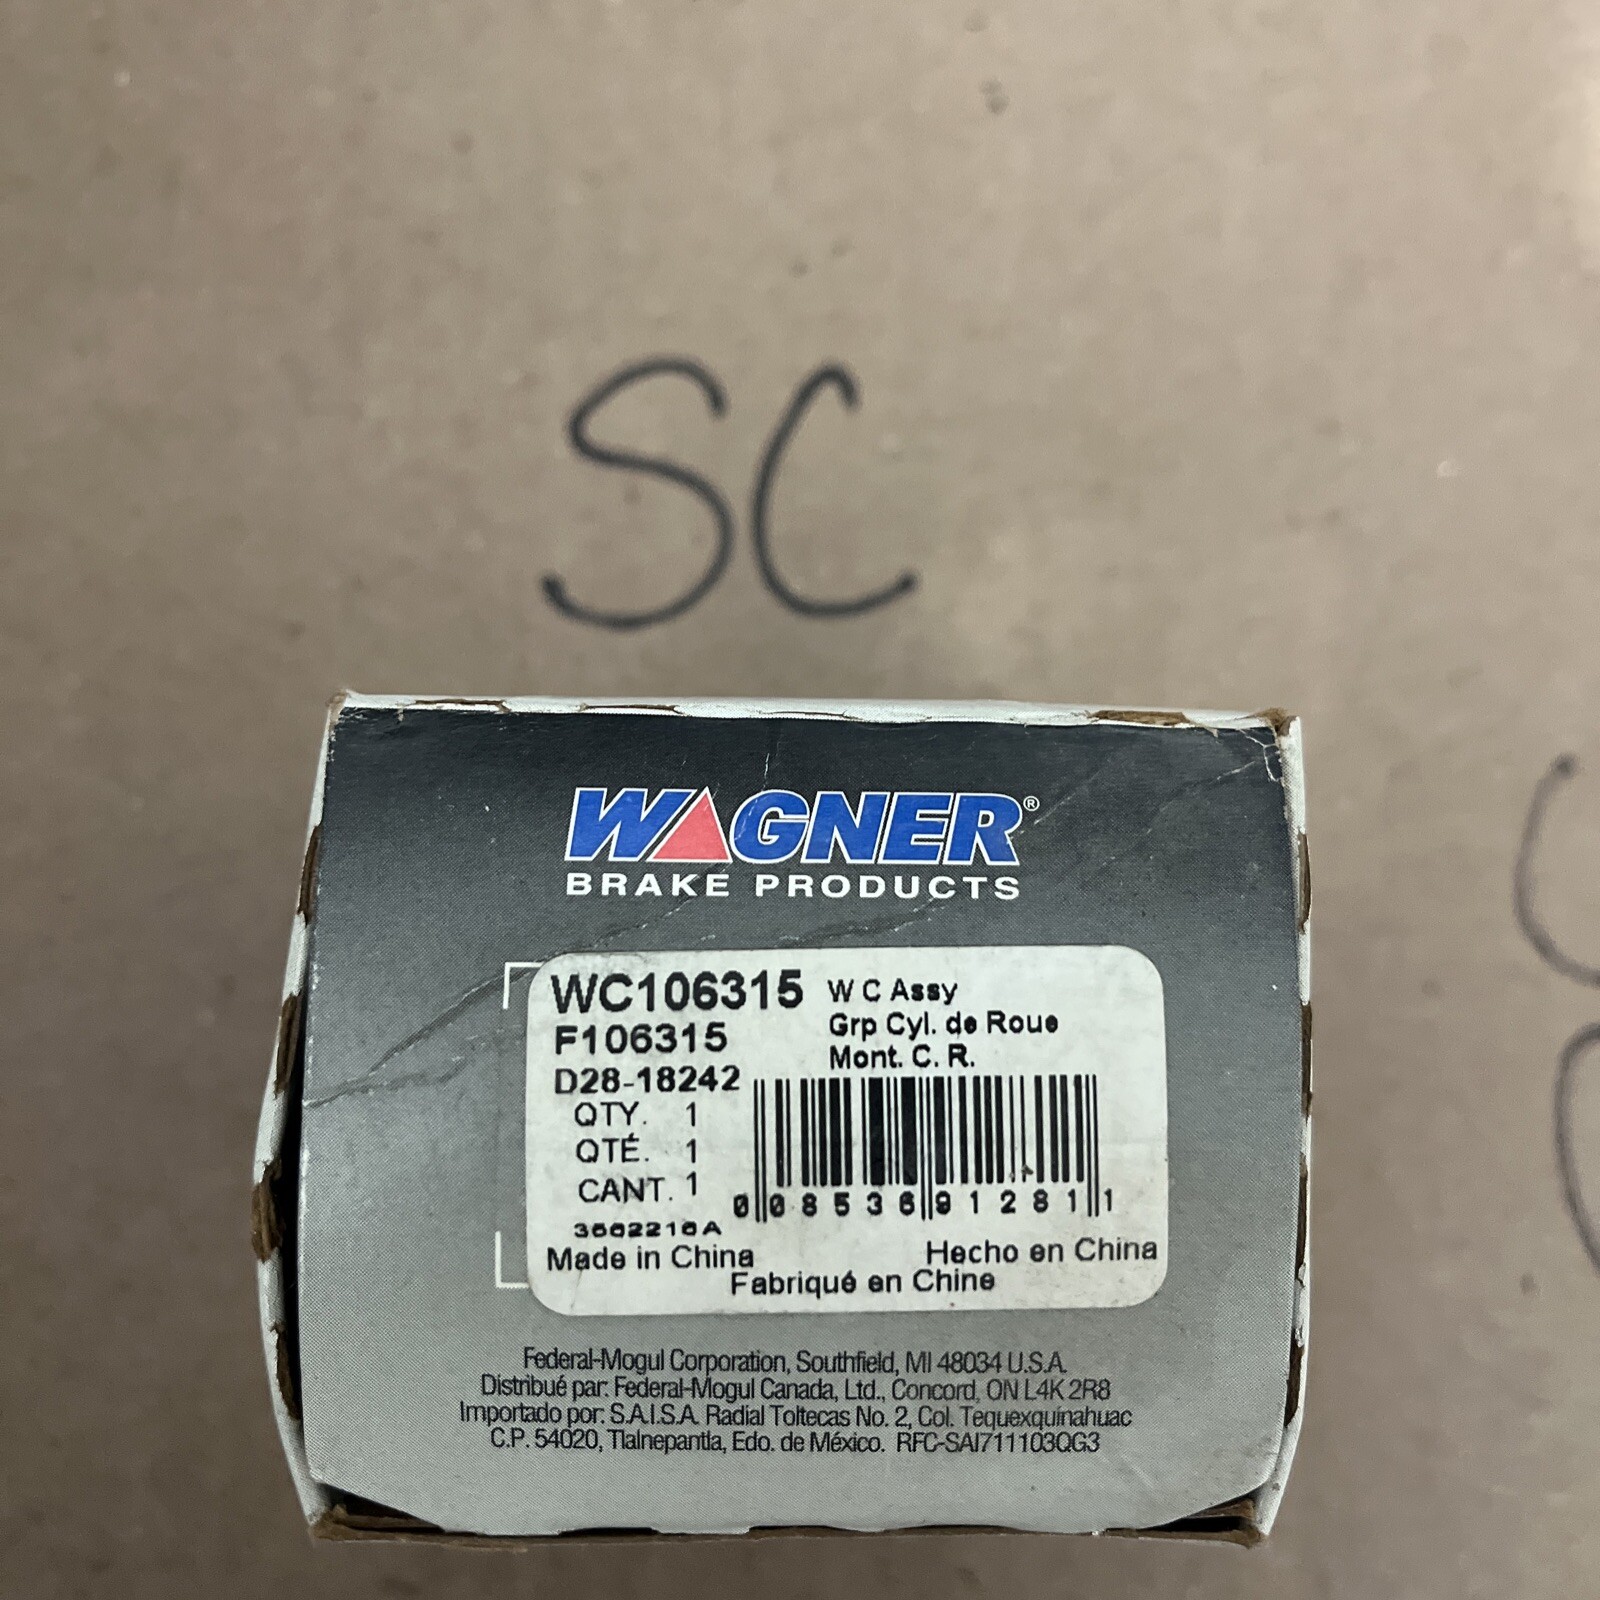 SC
WAGNER®
BRAKE PRODUCTS
WC106315 W C Assy
F106315 Grp Cyl. de Roue
Mont. C. R.
D28-18242
QTY. 1
QTÉ. 1
CANT. 1
0 08536 91281 1
3662216A
Made in China Hecho en China
Fabriqué en Chine
Federal-Mogul Corporation, Southfield, MI 48034 U.S.A.
Distribué par: Federal-Mogul Canada, Ltd., Concord, ON L4K 2R8
Importado por: S.A.I.S.A. Radial Toltecas No. 2, Col. Tequexquinahuac
C.P. 54020, Tlalnepantla, Edo. de México. RFC-SAI711103QG3